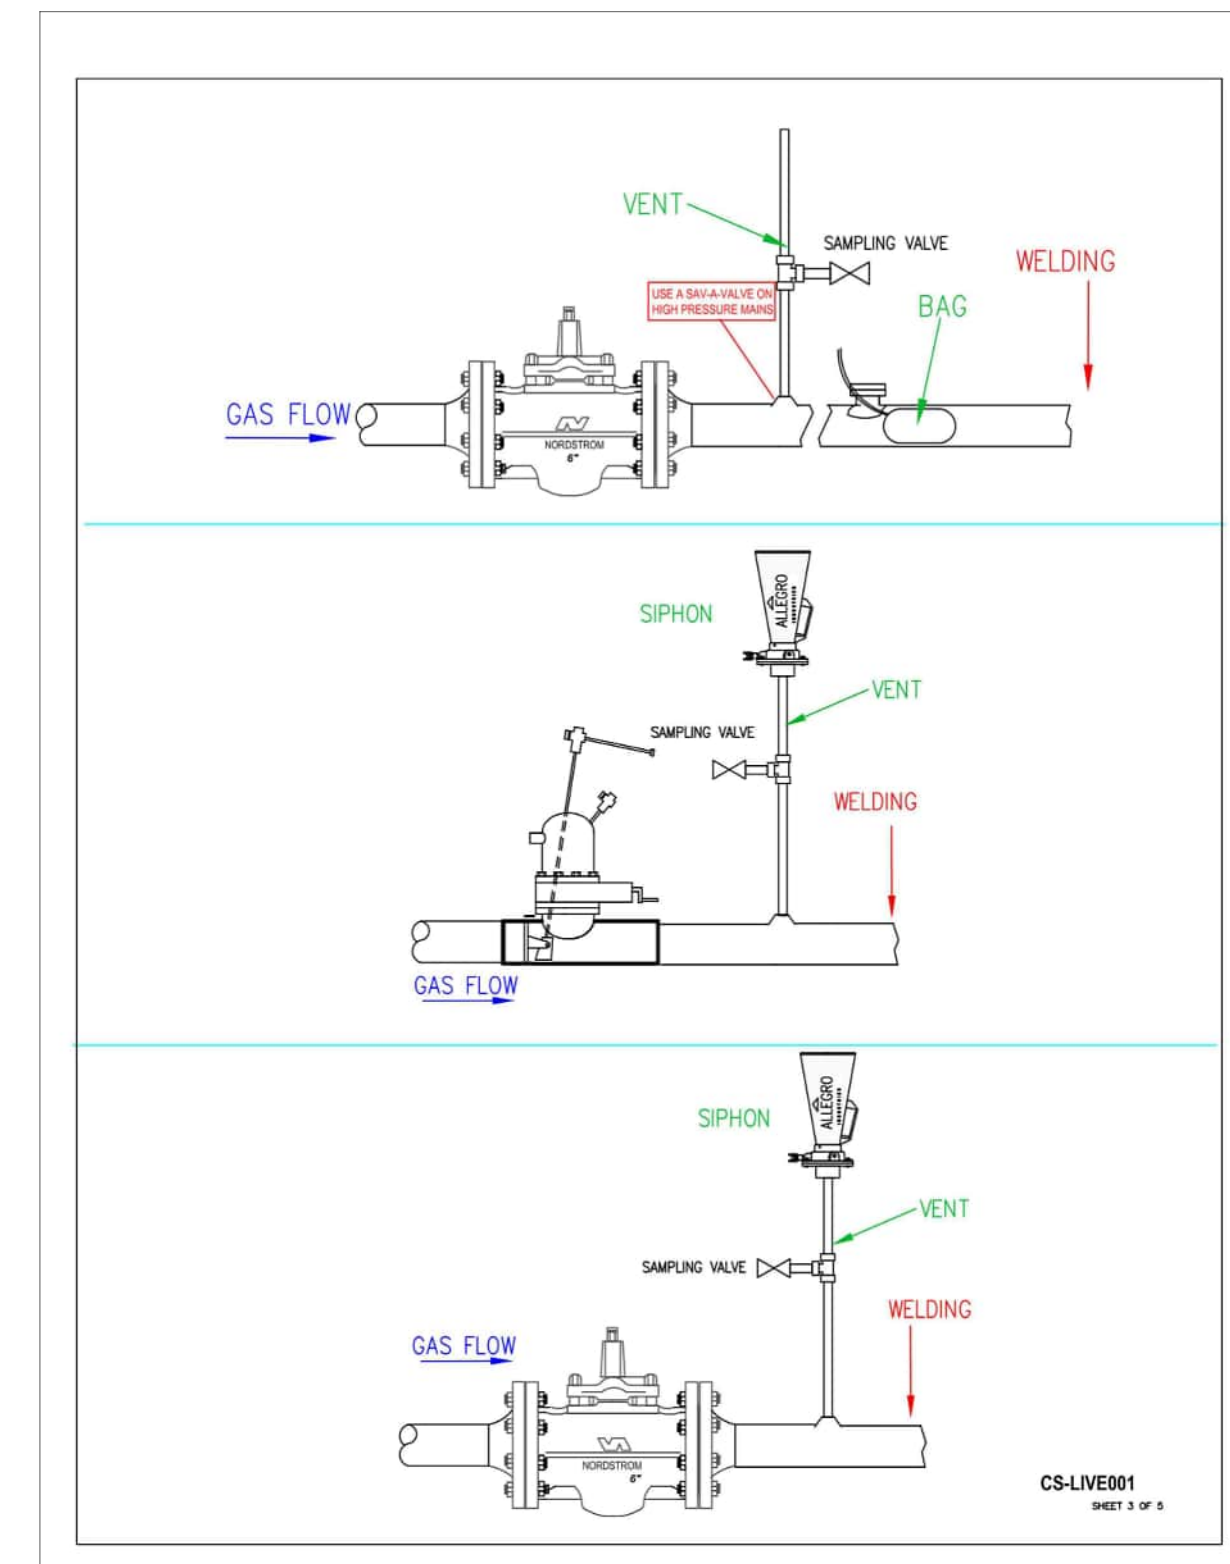 VENT
SAMPLING VALVE
WELDING
USE A SAV-A-VALVE ON
HIGH PRESSURE MAINS
BAG
GAS FLOW
NORDSTROM
6"
SIPHON
ALLEGRO
INDUSTRIES
VENT
SAMPLING VALVE
WELDING
GAS FLOW
SIPHON
ALLEGRO
INDUSTRIES
VENT
SAMPLING VALVE
WELDING
GAS FLOW
NORDSTROM
6"
CS-LIVE001
SHEET 3 OF 5